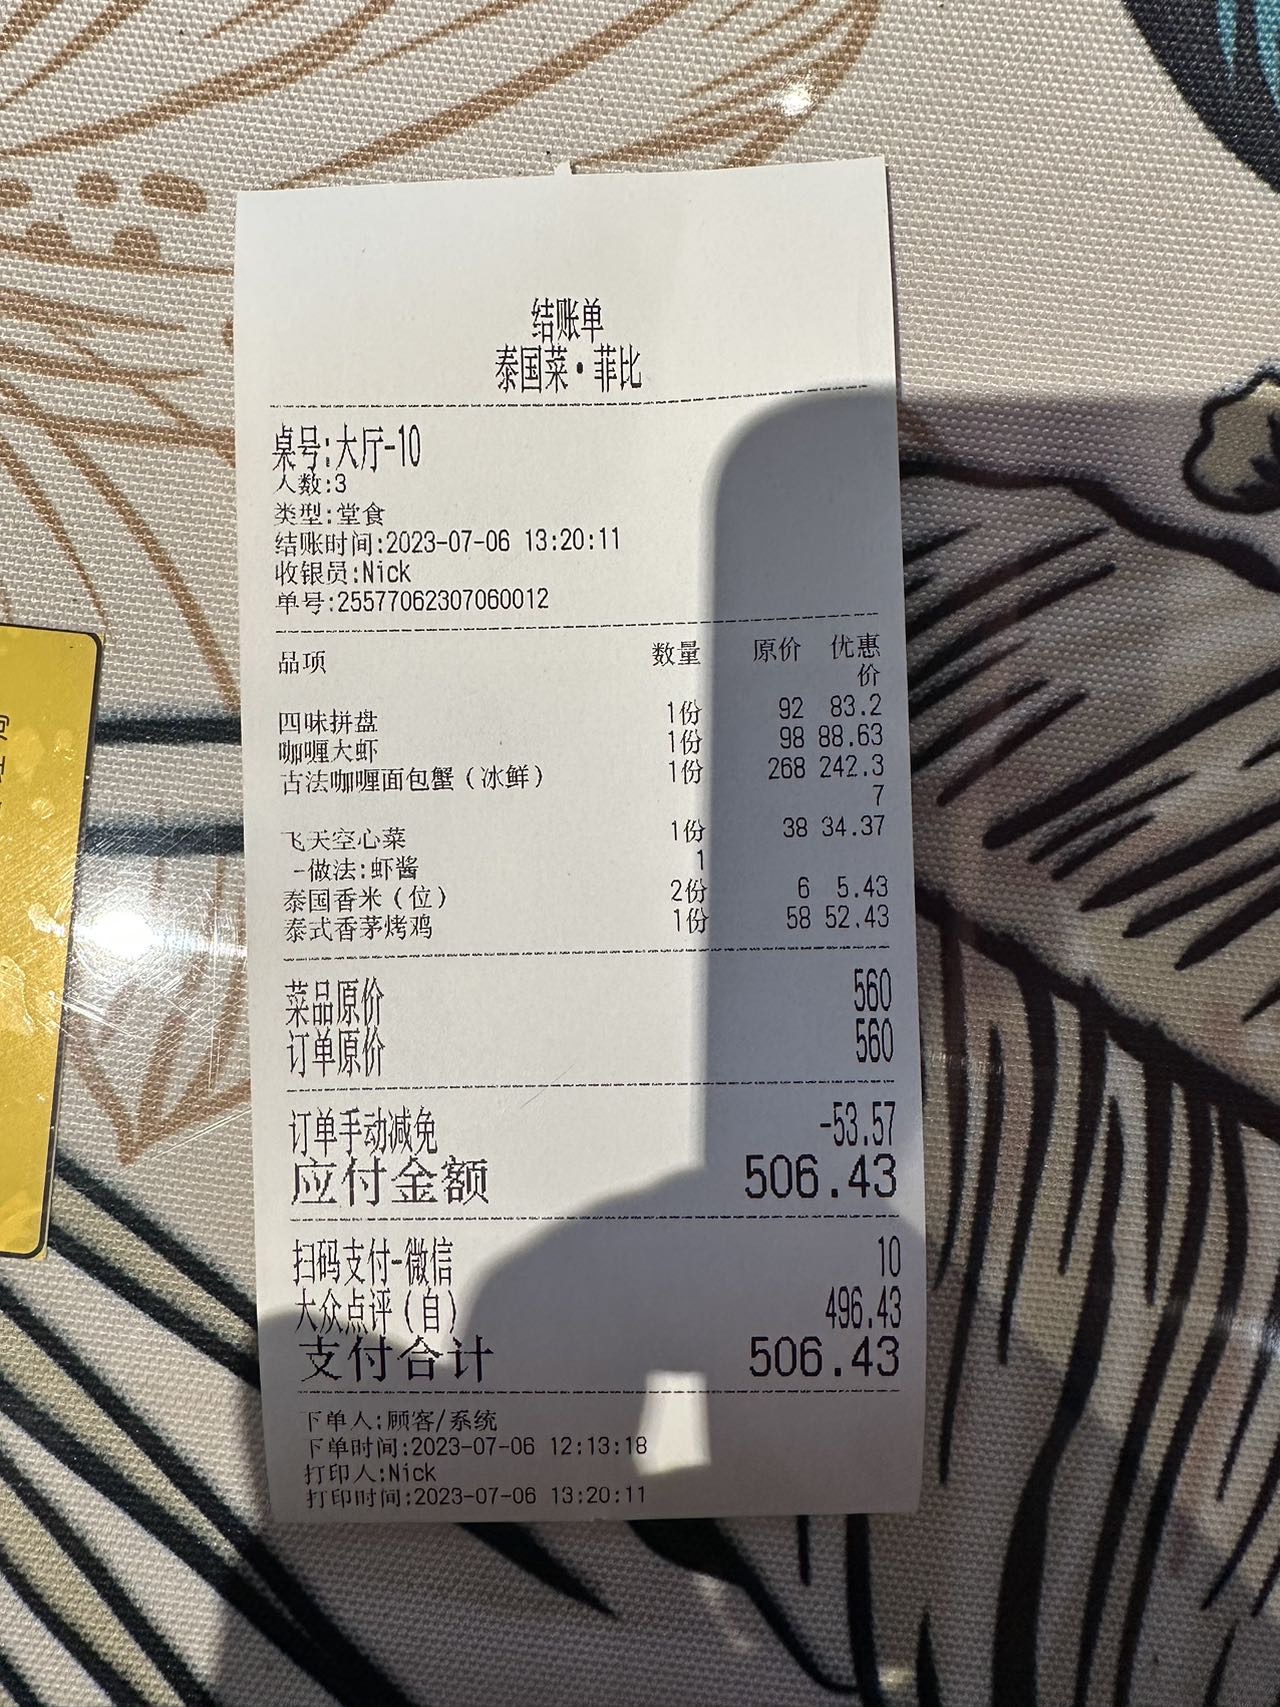 结账单
泰国菜·菲比
桌号:大厅-10
人数:3
类型:堂食
结账时间:2023-07-06 13:20:11
收银员:Nick
单号:25577062307060012
品项 数量 原价 优惠
价
四味拼盘 1份 92 83.2
咖喱大虾 1份 98 88.63
古法咖喱面包蟹（冰鲜） 1份 268 242.3
7
飞天空心菜 1份 38 34.37
-做法:虾酱 1
泰国香米（位） 2份 6 5.43
泰式香茅烤鸡 1份 58 52.43
菜品原价 560
订单原价 560
订单手动减免 -53.57
应付金额 506.43
扫码支付-微信 10
大众点评（自） 496.43
支付合计 506.43
下单人:顾客/系统
下单时间:2023-07-06 12:13:18
打印人:Nick
打印时间:2023-07-06 13:20:11